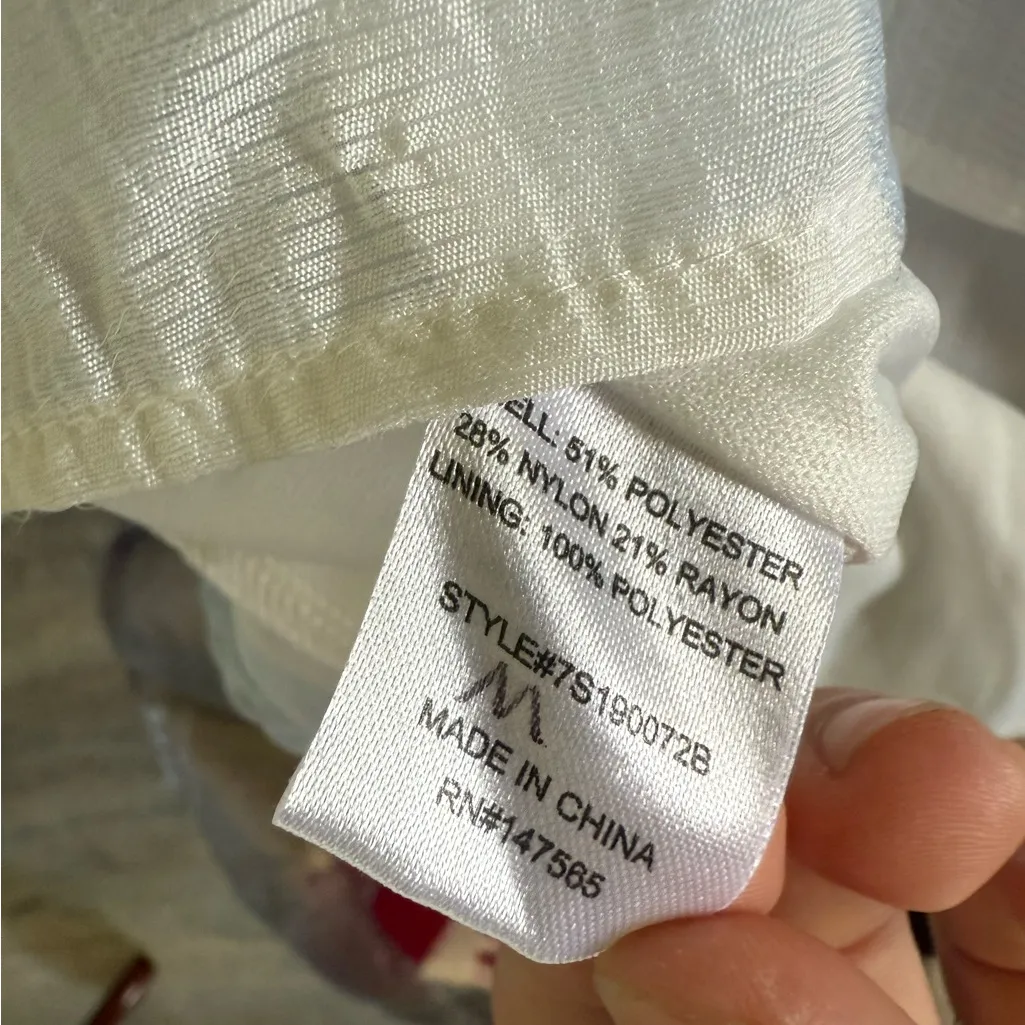 ELL: 51% POLYESTER
28% NYLON 21% RAYON
LINING: 100% POLYESTER
STYLE#7S190072B
M
MADE IN CHINA
RN#147565